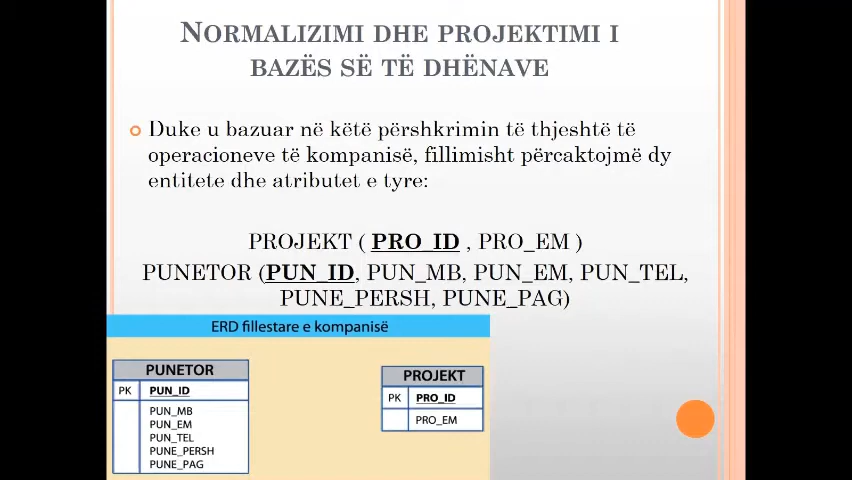 NORMALIZIMI DHE PROJEKTIMI I
BAZËS SË TË DHËNAVE
Duke u bazuar në këtë përshkrimin të thjeshtë të
operacioneve të kompanisë, fillimisht përcaktojmë dy
entitete dhe atributet e tyre:
PROJEKT ( PRO_ID , PRO_EM )
PUNETOR (PUN_ID, PUN_MB, PUN_EM, PUN_TEL,
PUNE_PERSH, PUNE_PAG)
ERD fillestare e kompanisë
PUNETOR
PK PUN_ID
PUN_MB
PUN_EM
PUN_TEL
PUNE_PERSH
PUNE_PAG
PROJEKT
PK PRO_ID
PRO_EM